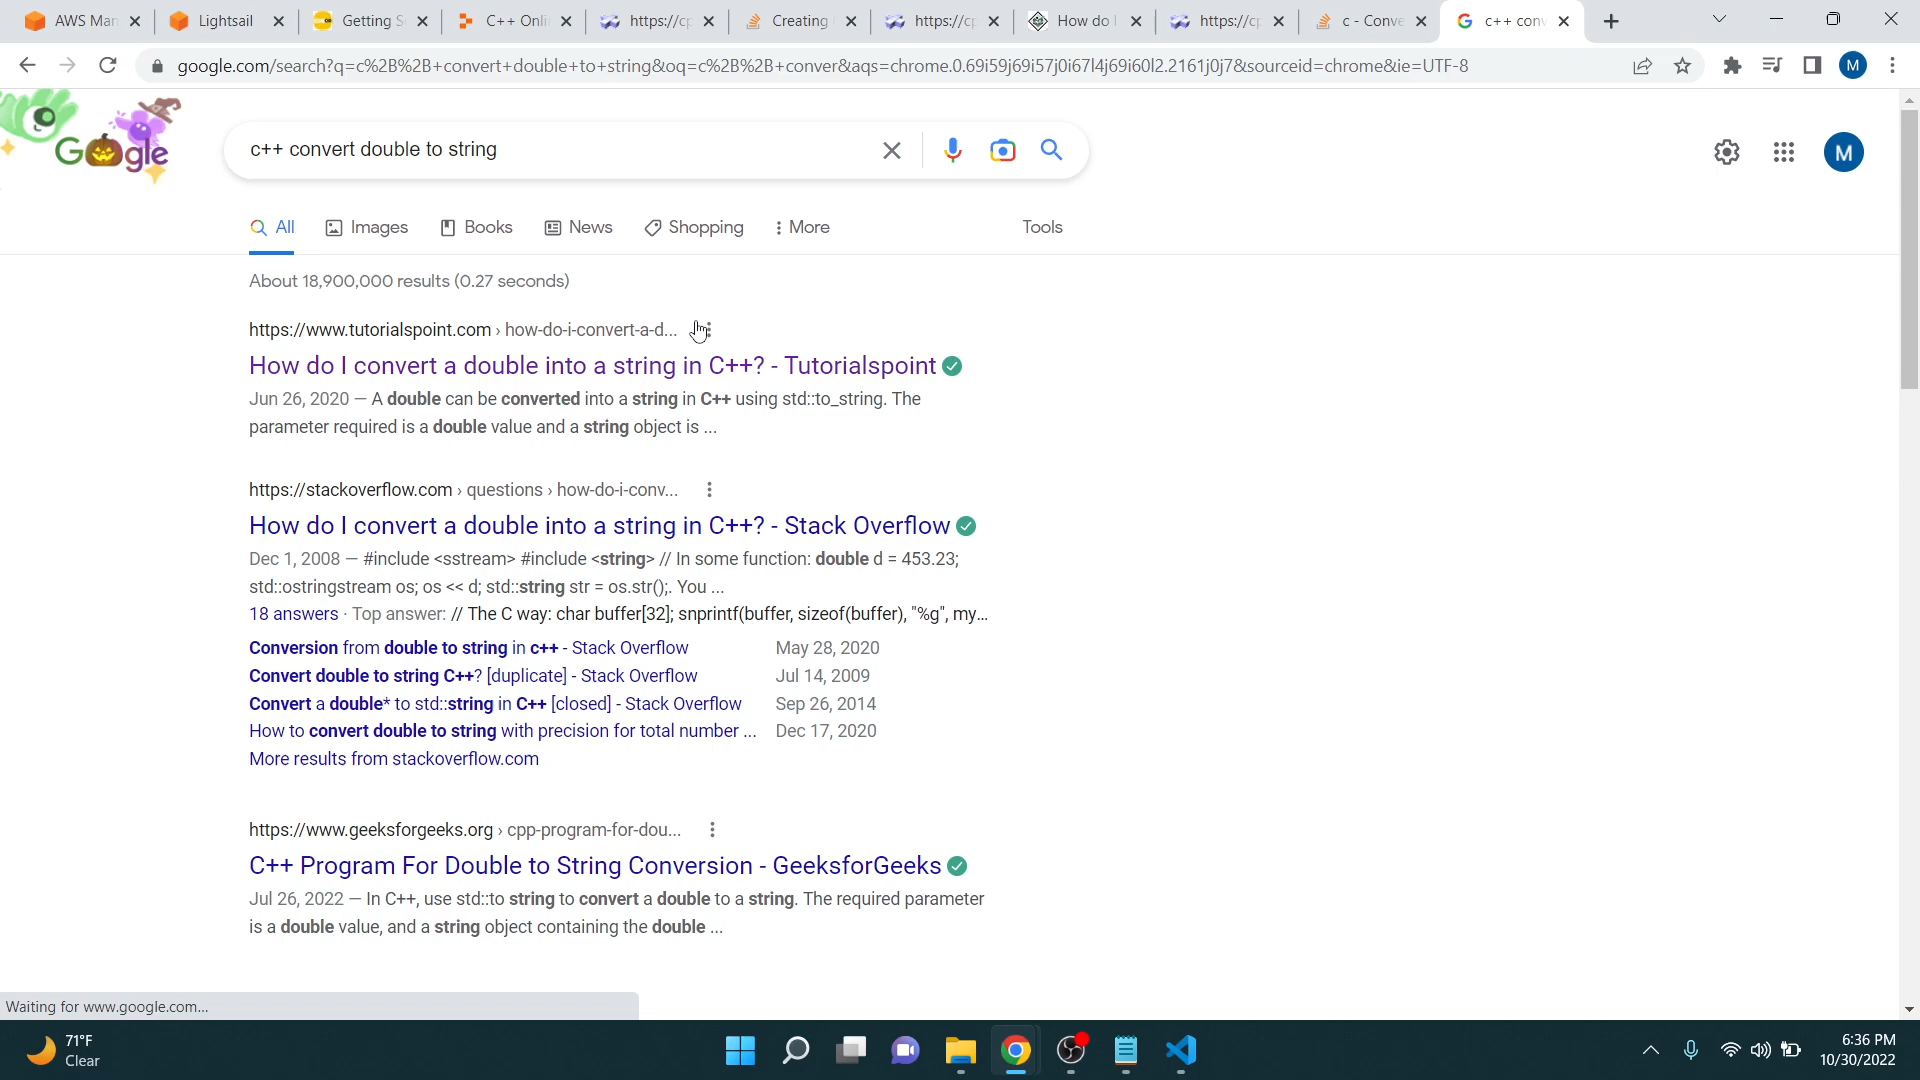 AWS Man
Lightsail
Getting S
C++ Onli
https://cp
Creating
https://cp
How do I
https://cp
c - Conve
c++ conv
google.com/search?q=c%2B%2B+convert+double+to+string&oq=c%2B%2B+conver&aqs=chrome.0.69i59j69i57j0i67l4j69i60l2.2161j0j7&sourceid=chrome&ie=UTF-8
M
Google
c++ convert double to string
M
All Images Books News Shopping More Tools
About 18,900,000 results (0.27 seconds)
https://www.tutorialspoint.com › how-do-i-convert-a-d...
How do I convert a double into a string in C++? - Tutorialspoint
Jun 26, 2020 — A double can be converted into a string in C++ using std::to_string. The
parameter required is a double value and a string object is ...
https://stackoverflow.com › questions › how-do-i-conv...
How do I convert a double into a string in C++? - Stack Overflow
Dec 1, 2008 — #include <sstream> #include <string> // In some function: double d = 453.23;
std::ostringstream os; os << d; std::string str = os.str();. You ...
18 answers · Top answer: // The C way: char buffer[32]; snprintf(buffer, sizeof(buffer), "%g", my...
Conversion from double to string in c++ - Stack Overflow May 28, 2020
Convert double to string C++? [duplicate] - Stack Overflow Jul 14, 2009
Convert a double* to std::string in C++ [closed] - Stack Overflow Sep 26, 2014
How to convert double to string with precision for total number ... Dec 17, 2020
More results from stackoverflow.com
https://www.geeksforgeeks.org › cpp-program-for-dou...
C++ Program For Double to String Conversion - GeeksforGeeks
Jul 26, 2022 — In C++, use std::to string to convert a double to a string. The required parameter
is a double value, and a string object containing the double ...
Waiting for www.google.com...
71°F
Clear
6:36 PM
10/30/2022